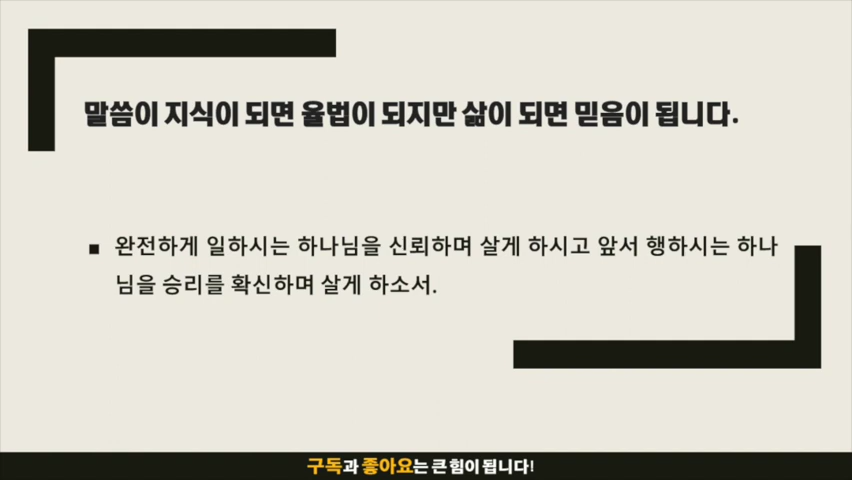 말씀이 지식이 되면 율법이 되지만 삶이 되면 믿음이 됩니다.
■ 완전하게 일하시는 하나님을 신뢰하며 살게 하시고 앞서 행하시는 하나
님을 승리를 확신하며 살게 하소서.
구독과 좋아요는 큰 힘이 됩니다!